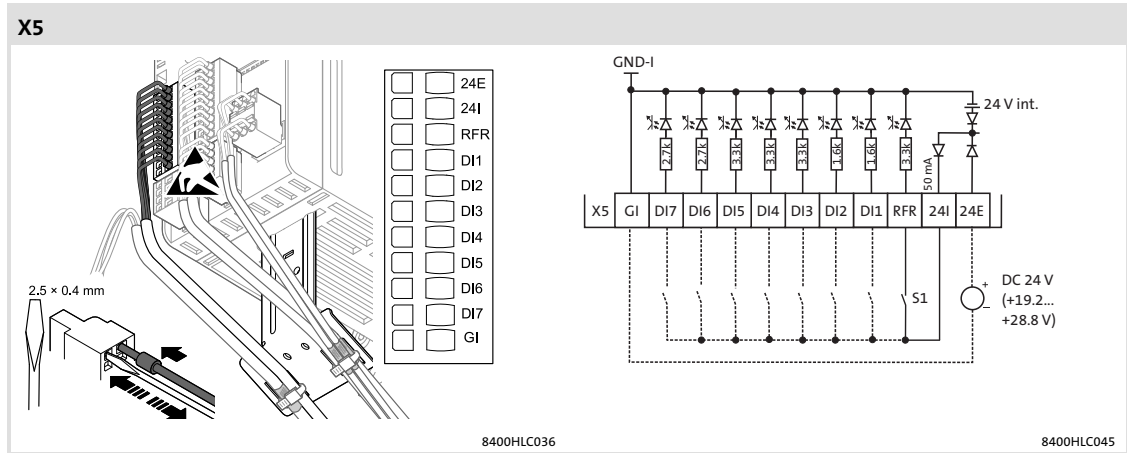 X5
24E
24I
RFR
DI1
DI2
DI3
DI4
DI5
DI6
DI7
GI
2.5 × 0.4 mm
8400HLC036
GND-I
24 V int.
2.7k
2.7k
3.3k
3.3k
3.3k
1.6k
1.6k
3.3k
50 mA
X5 GI DI7 DI6 DI5 DI4 DI3 DI2 DI1 RFR 24I 24E
S1
+
–
DC 24 V
(+19.2...
+28.8 V)
8400HLC045